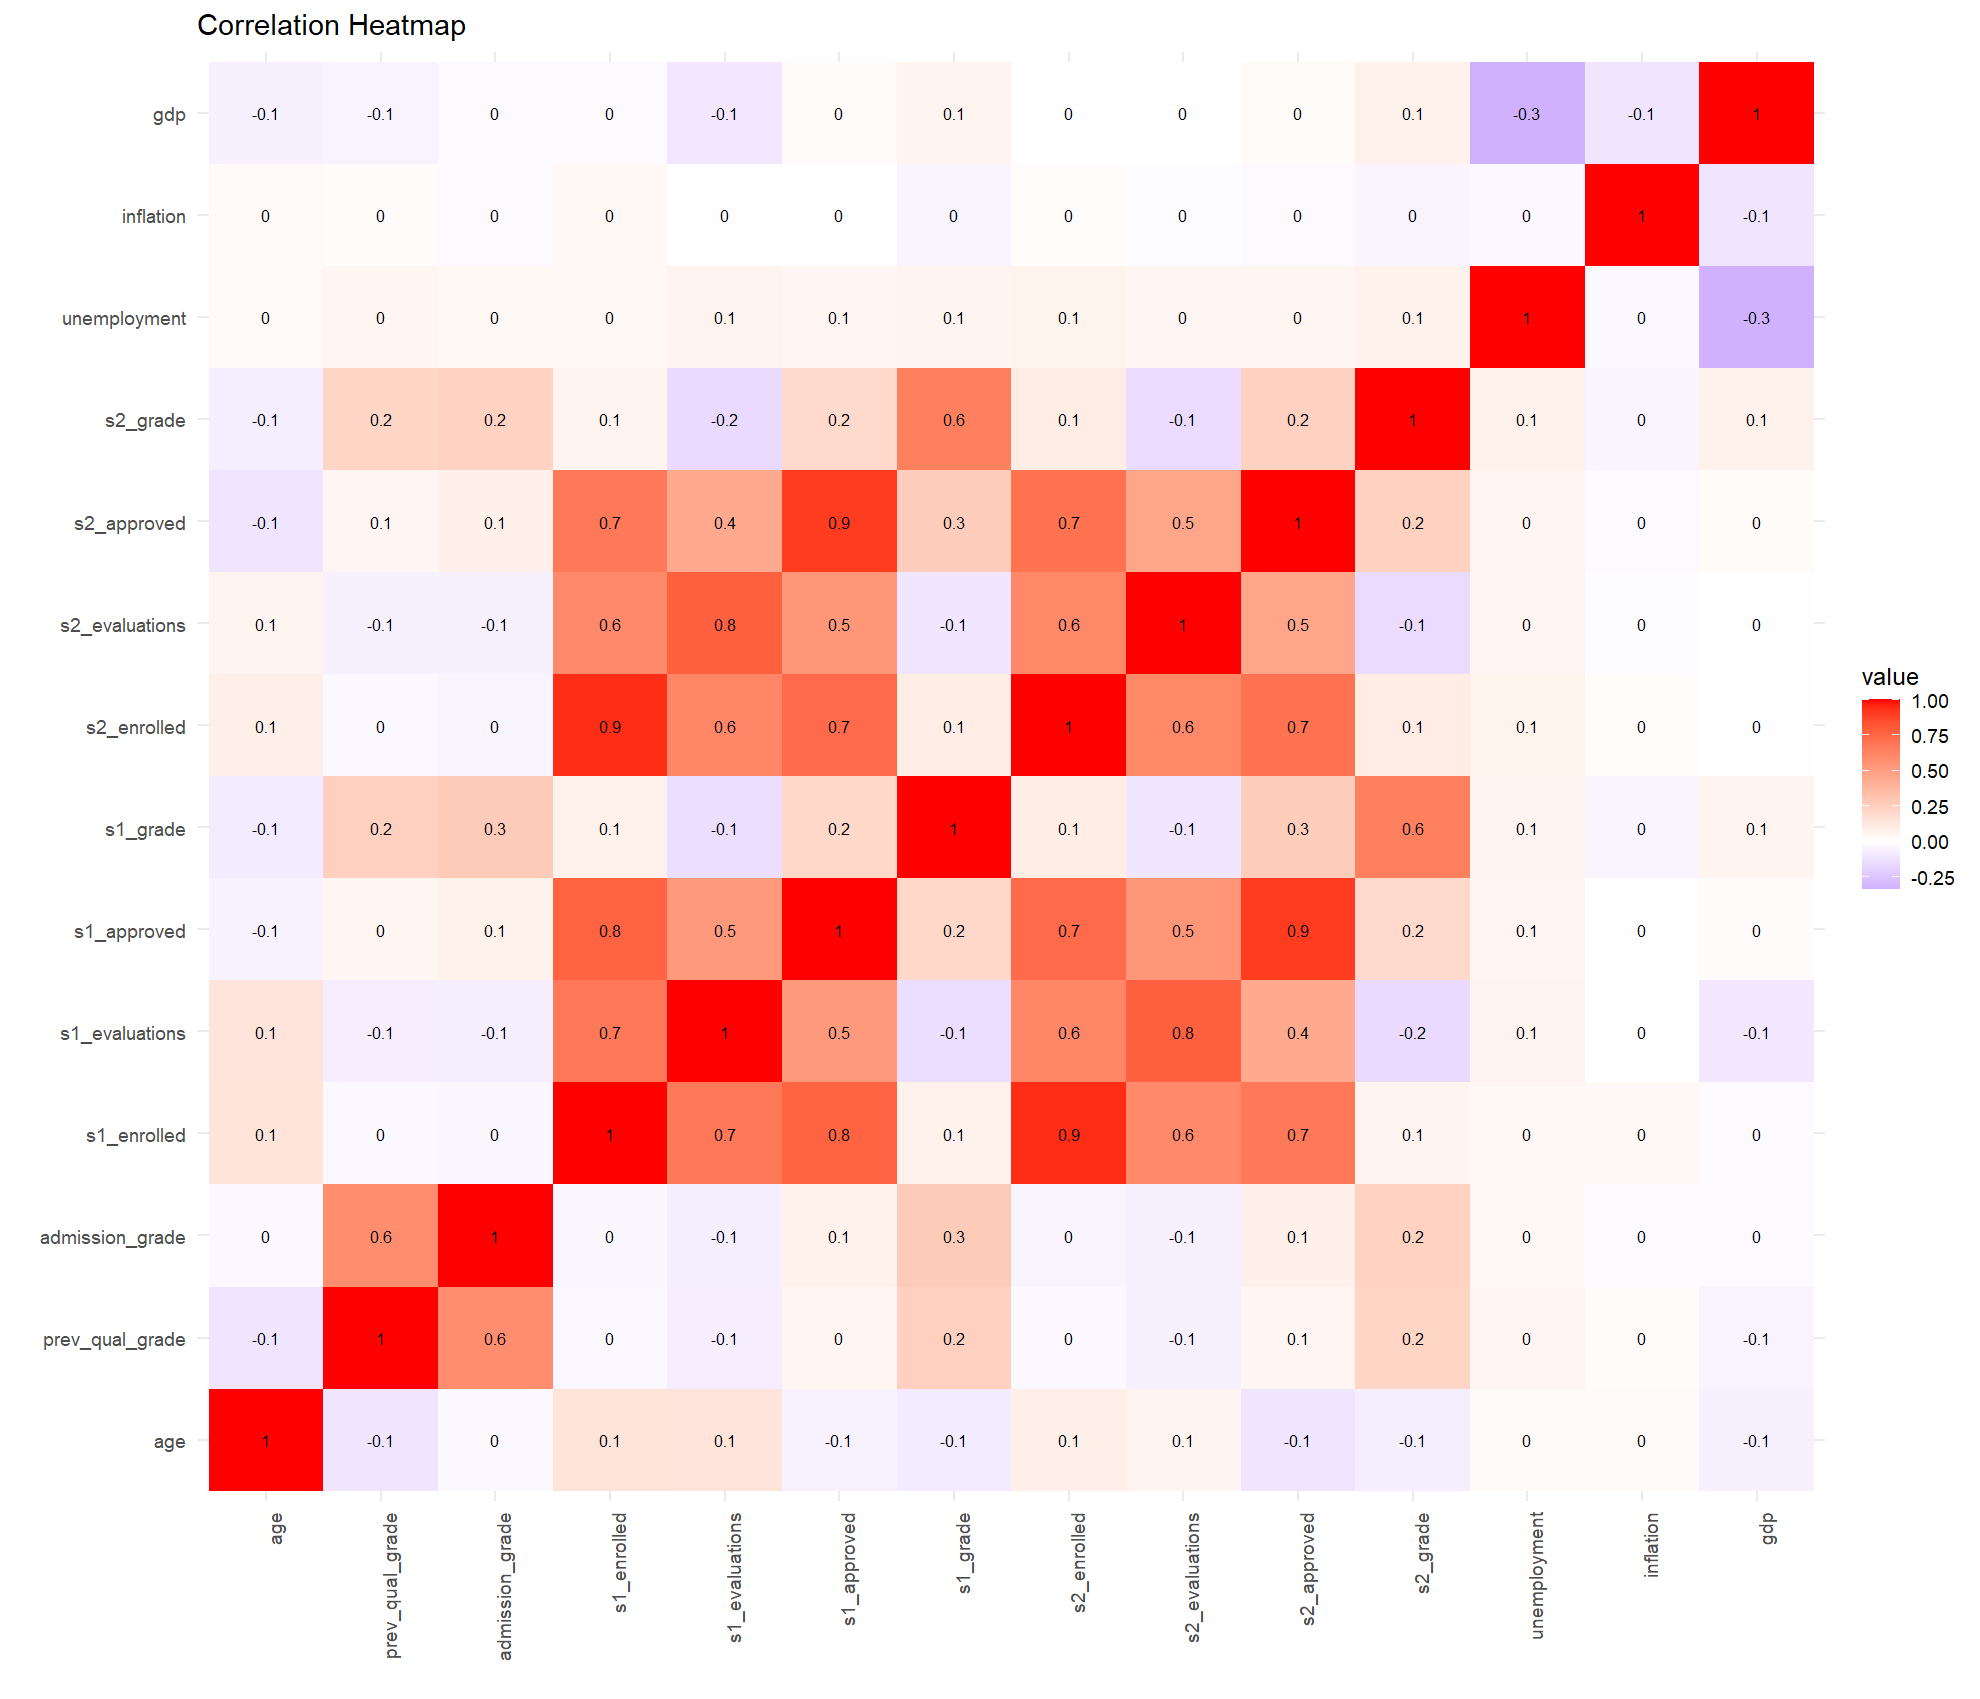 Correlation Heatmap
gdp -0.1 -0.1 0 0 -0.1 0 0.1 0 0 0 0.1 -0.3 -0.1 1
inflation 0 0 0 0 0 0 0 0 0 0 0 0 1 -0.1
unemployment 0 0 0 0 0.1 0.1 0.1 0.1 0 0 0.1 1 0 -0.3
s2_grade -0.1 0.2 0.2 0.1 -0.2 0.2 0.6 0.1 -0.1 0.2 1 0.1 0 0.1
s2_approved -0.1 0.1 0.1 0.7 0.4 0.9 0.3 0.7 0.5 1 0.2 0 0 0
s2_evaluations 0.1 -0.1 -0.1 0.6 0.8 0.5 -0.1 0.6 1 0.5 -0.1 0 0 0
s2_enrolled 0.1 0 0 0.9 0.6 0.7 0.1 1 0.6 0.7 0.1 0.1 0 0
s1_grade -0.1 0.2 0.3 0.1 -0.1 0.2 1 0.1 -0.1 0.3 0.6 0.1 0 0.1
s1_approved -0.1 0 0.1 0.8 0.5 1 0.2 0.7 0.5 0.9 0.2 0.1 0 0
s1_evaluations 0.1 -0.1 -0.1 0.7 1 0.5 -0.1 0.6 0.8 0.4 -0.2 0.1 0 -0.1
s1_enrolled 0.1 0 0 1 0.7 0.8 0.1 0.9 0.6 0.7 0.1 0 0 0
admission_grade 0 0.6 1 0 -0.1 0.1 0.3 0 -0.1 0.1 0.2 0 0 0
prev_qual_grade -0.1 1 0.6 0 -0.1 0 0.2 0 -0.1 0.1 0.2 0 0 -0.1
age 1 -0.1 0 0.1 0.1 -0.1 -0.1 0.1 0.1 -0.1 -0.1 0 0 -0.1
age
prev_qual_grade
admission_grade
s1_enrolled
s1_evaluations
s1_approved
s1_grade
s2_enrolled
s2_evaluations
s2_approved
s2_grade
unemployment
inflation
gdp
value
1.00
0.75
0.50
0.25
0.00
-0.25